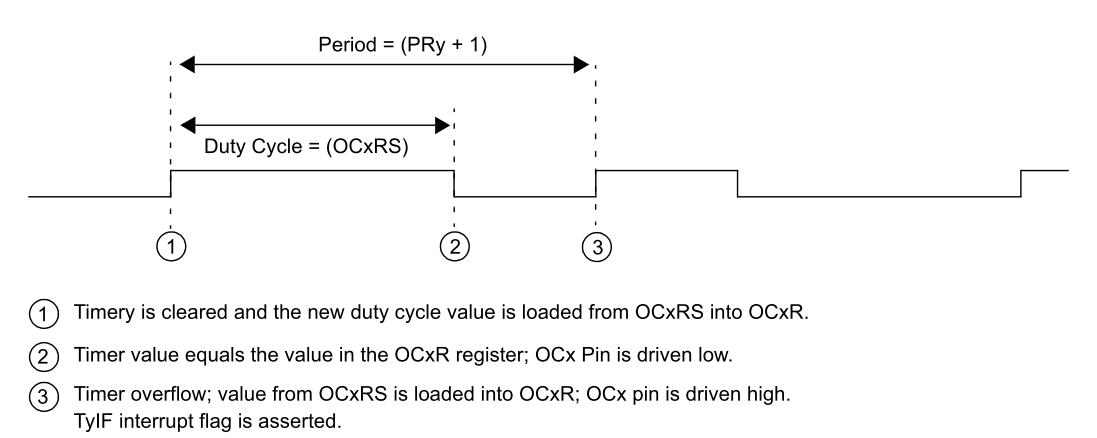 Period = (PRy + 1)
Duty Cycle = (OCxRS)
1 2 3
1 Timery is cleared and the new duty cycle value is loaded from OCxRS into OCxR.
2 Timer value equals the value in the OCxR register; OCx Pin is driven low.
3 Timer overflow; value from OCxRS is loaded into OCxR; OCx pin is driven high.
TyIF interrupt flag is asserted.